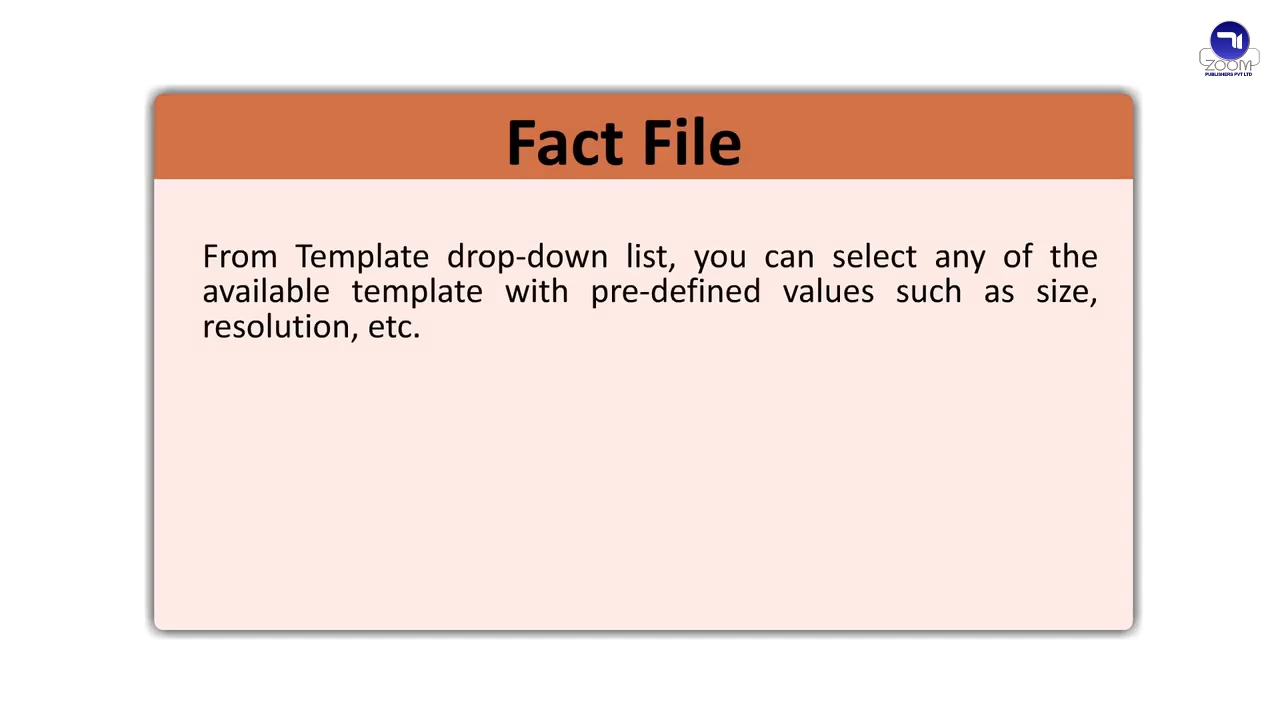 ZOOM
PUBLISHERS PVT LTD
Fact File
From Template drop-down list, you can select any of the
available template with pre-defined values such as size,
resolution, etc.